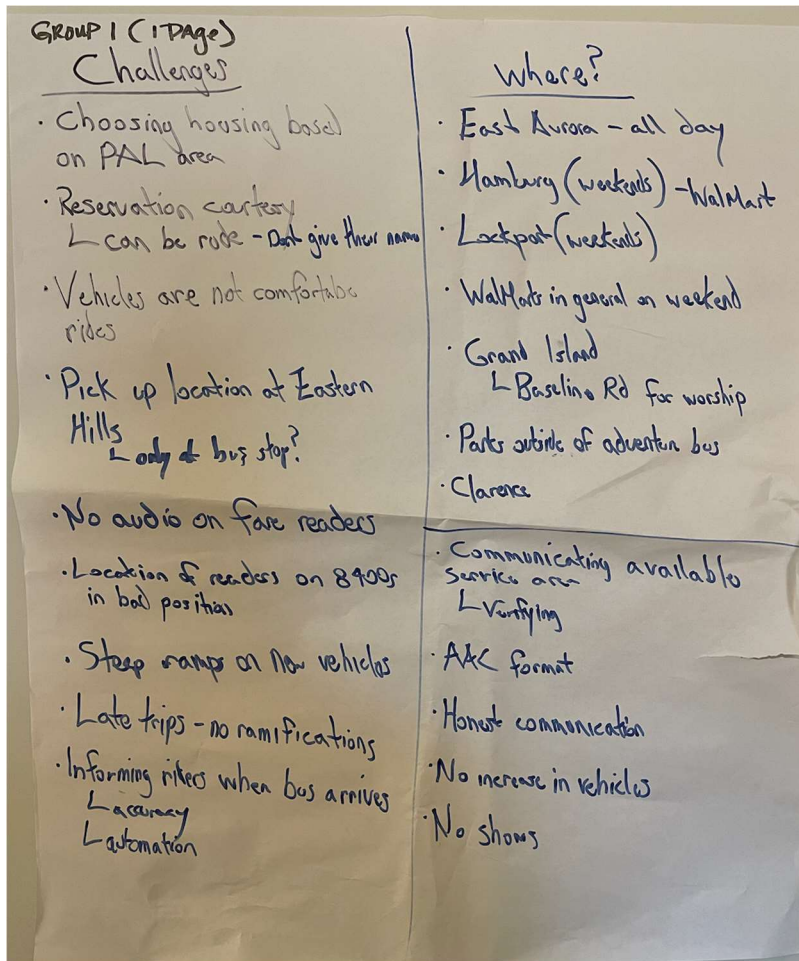 GROUP 1 (1 PAge)
Challenges
· Choosing housing based
on PAL area
· Reservation courtesy
L can be rude - Dont give their name
· Vehicles are not comfortable
rides
· Pick up location at Eastern
Hills
L only at bus stop?
· No audio on fare readers
· Location of readers on 8400s
in bad position
· Steep ramps on new vehicles
· Late trips - no ramifications
· Informing riders when bus arrives
L accuracy
L automation
Where?
· East Aurora - all day
· Hamburg (weekends) - WalMart
· Lockport (weekends)
· WalMarts in general on weekend
· Grand Island
L Baseline Rd for worship
· Parks outside of adventure bus
· Clarence
· Communicating available
service area
L Verifying
· AAC format
· Honest communication
· No increase in vehicles
· No shows